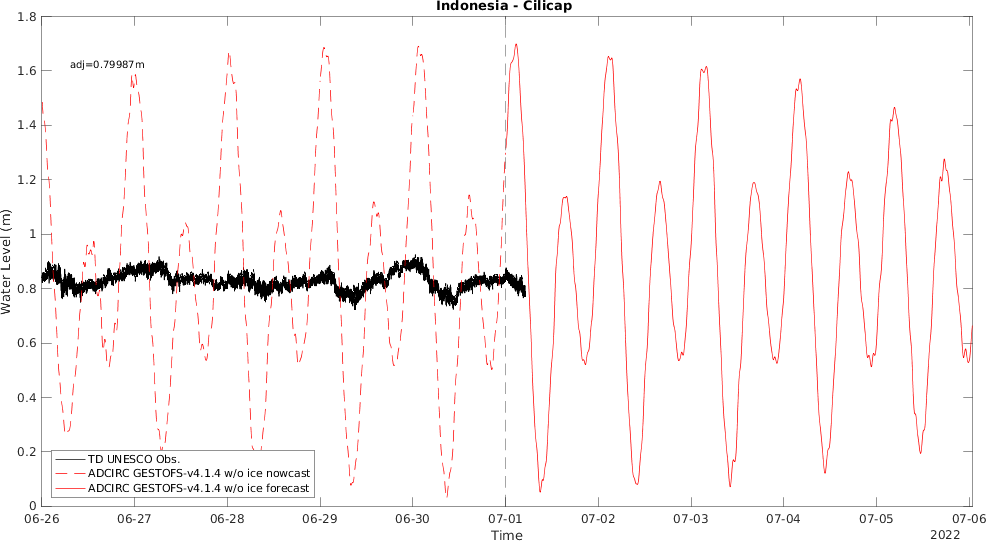 Indonesia - Cilicap
adj=0.79987m
Water Level (m)
1.8
1.6
1.4
1.2
1
0.8
0.6
0.4
0.2
0
TD UNESCO Obs.
ADCIRC GESTOFS-v4.1.4 w/o ice nowcast
ADCIRC GESTOFS-v4.1.4 w/o ice forecast
06-26 06-27 06-28 06-29 06-30 07-01 07-02 07-03 07-04 07-05 07-06
Time
2022